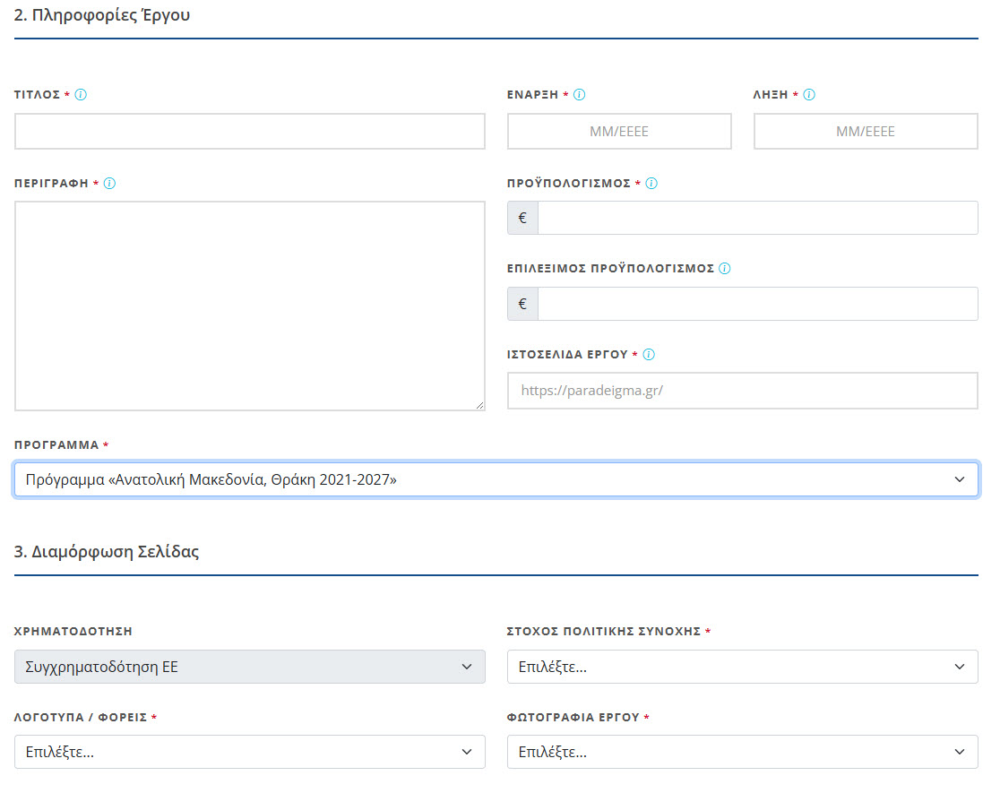 2. Πληροφορίες Έργου
ΤΙΤΛΟΣ *
ΕΝΑΡΞΗ *
ΛΗΞΗ *
ΜΜ/ΕΕΕΕ
ΜΜ/ΕΕΕΕ
ΠΕΡΙΓΡΑΦΗ *
ΠΡΟΫΠΟΛΟΓΙΣΜΟΣ *
€
ΕΠΙΛΕΞΙΜΟΣ ΠΡΟΫΠΟΛΟΓΙΣΜΟΣ
€
ΙΣΤΟΣΕΛΙΔΑ ΕΡΓΟΥ *
https://paradeigma.gr/
ΠΡΟΓΡΑΜΜΑ *
Πρόγραμμα «Ανατολική Μακεδονία, Θράκη 2021-2027»
3. Διαμόρφωση Σελίδας
ΧΡΗΜΑΤΟΔΟΤΗΣΗ
ΣΤΟΧΟΣ ΠΟΛΙΤΙΚΗΣ ΣΥΝΟΧΗΣ *
Συγχρηματοδότηση ΕΕ
Επιλέξτε...
ΛΟΓΟΤΥΠΑ / ΦΟΡΕΙΣ *
ΦΩΤΟΓΡΑΦΙΑ ΕΡΓΟΥ *
Επιλέξτε...
Επιλέξτε...